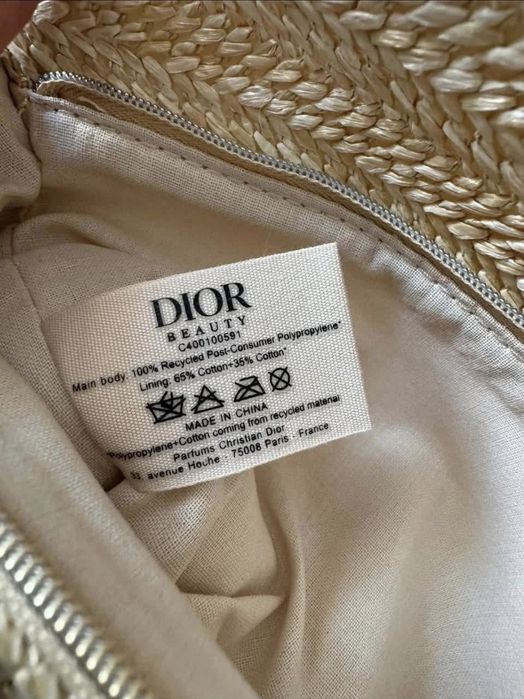 DIOR
BEAUTY
C400100591
Main body 100% Recycled Post-Consumer Polypropylene*
Lining: 65% Cotton+35% Cotton*
MADE IN CHINA
*Polypropylene+Cotton coming from recycled material
Parfums Christian Dior
33, avenue Hoche · 75008 Paris · France